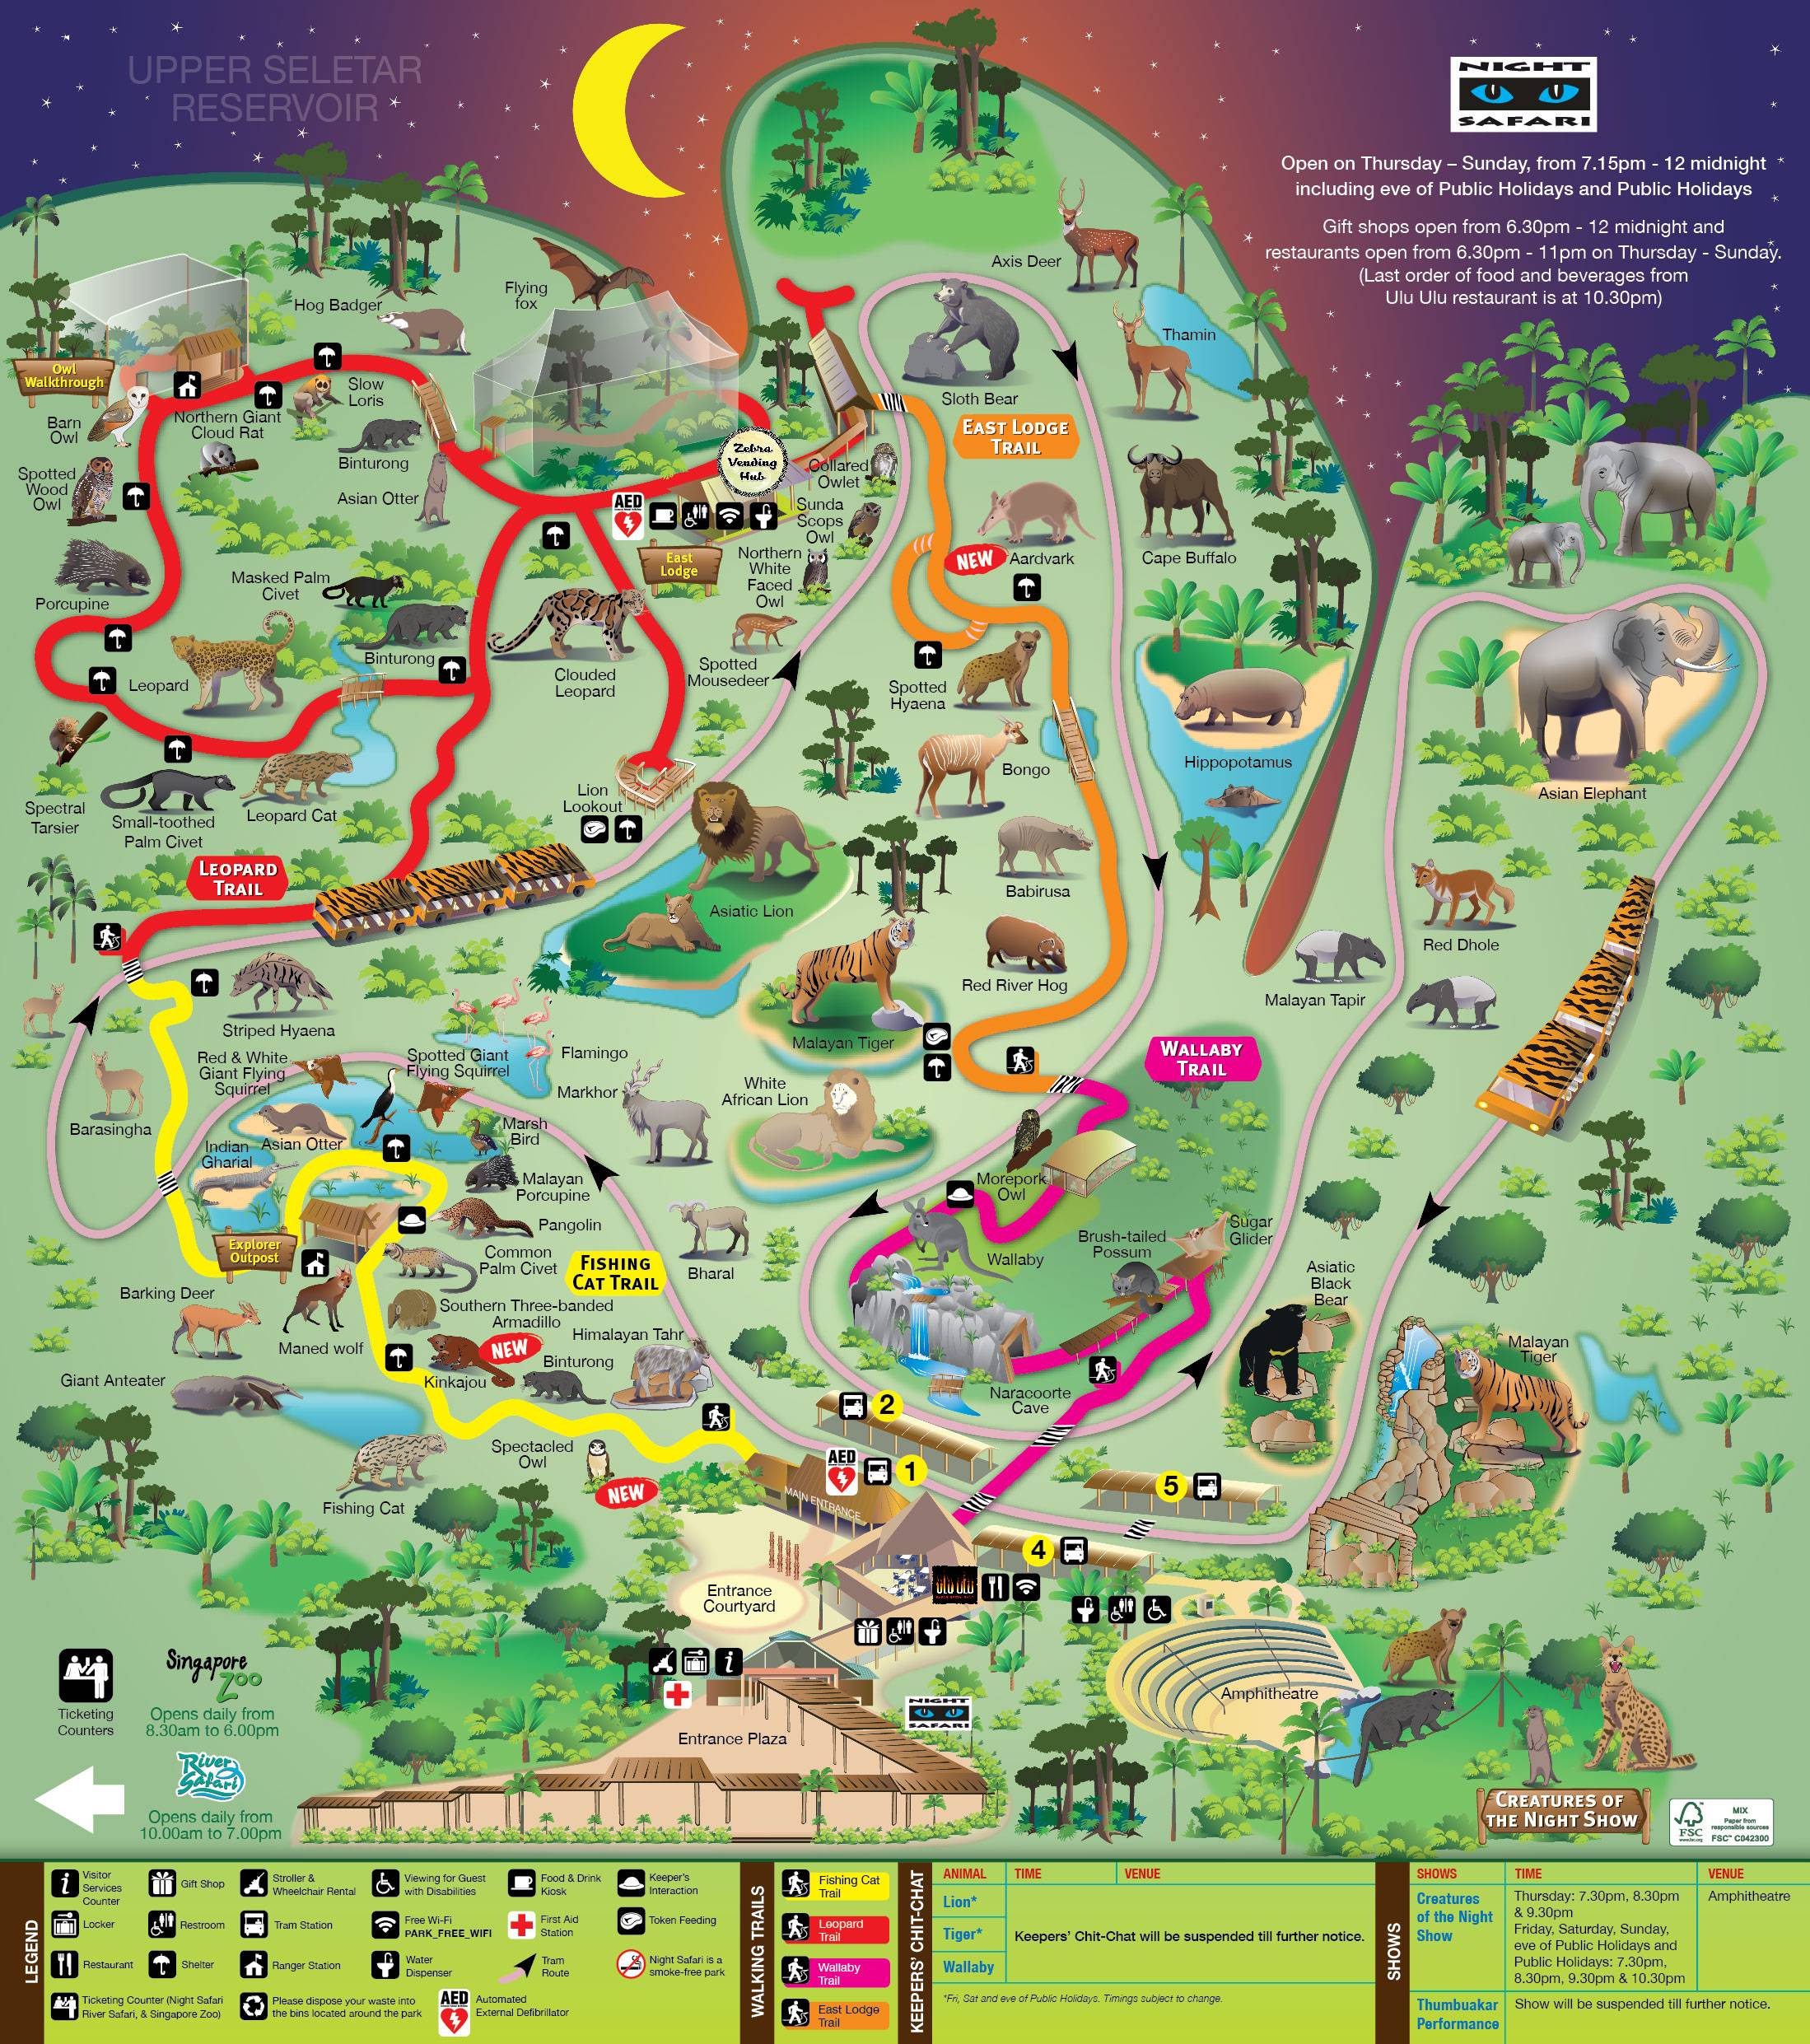 UPPER SELETAR
RESERVOIR
NIGHT
SAFARI
Open on Thursday – Sunday, from 7.15pm - 12 midnight
including eve of Public Holidays and Public Holidays
Gift shops open from 6.30pm - 12 midnight and
restaurants open from 6.30pm - 11pm on Thursday - Sunday.
(Last order of food and beverages from
Ulu Ulu restaurant is at 10.30pm)
Axis Deer
Thamin
Flying
fox
Hog Badger
Owl
Walkthrough
Slow
Loris
Barn
Owl
Northern Giant
Cloud Rat
Binturong
Asian Otter
Spotted
Wood
Owl
Sloth Bear
EAST LODGE
TRAIL
Zebra
Vending
Hub
Collared
Owlet
Sunda
Scops
Owl
AED
East
Lodge
Northern
White
Faced
Owl
NEW
Aardvark
Cape Buffalo
Porcupine
Masked Palm
Civet
Binturong
Leopard
Clouded
Leopard
Spotted
Mousedeer
Spotted
Hyaena
Bongo
Hippopotamus
Asian Elephant
Spectral
Tarsier
Small-toothed
Palm Civet
Leopard Cat
Lion
Lookout
LEOPARD
TRAIL
Asiatic Lion
Babirusa
Red River Hog
Red Dhole
Malayan Tapir
Striped Hyaena
Malayan Tiger
WALLABY
TRAIL
Red & White
Giant Flying
Squirrel
Spotted Giant
Flying Squirrel
Flamingo
Markhor
White
African Lion
Barasingha
Indian
Gharial
Asian Otter
Marsh
Bird
Malayan
Porcupine
Pangolin
Morepork
Owl
Wallaby
Brush-tailed
Possum
Sugar
Glider
Explorer
Outpost
Common
Palm Civet
FISHING
CAT TRAIL
Bharal
Asiatic
Black
Bear
Barking Deer
Maned wolf
Southern Three-banded
Armadillo
NEW
Himalayan Tahr
Kinkajou
Binturong
Malayan
Tiger
Giant Anteater
Naracoorte
Cave
2
Spectacled
Owl
NEW
Fishing Cat
AED
1
MAIN ENTRANCE
5
4
ULU ULU
Entrance
Courtyard
Entrance Plaza
NIGHT
SAFARI
Amphitheatre
CREATURES OF
THE NIGHT SHOW
FSC
www.fsc.org
MIX
Paper from
responsible sources
FSC™ C042300
Ticketing
Counters
Singapore
Zoo
Opens daily from
8.30am to 6.00pm
River
Safari
Opens daily from
10.00am to 7.00pm
LEGEND
Visitor
Services
Counter
Gift Shop
Stroller &
Wheelchair Rental
Viewing for Guest
with Disabilities
Food & Drink
Kiosk
Keeper's
Interaction
Locker
Restroom
Tram Station
Free Wi-Fi
PARK_FREE_WIFI
First Aid
Station
Token Feeding
Restaurant
Shelter
Ranger Station
Water
Dispenser
Tram
Route
Night Safari is a
smoke-free park
Ticketing Counter (Night Safari
River Safari, & Singapore Zoo)
Please dispose your waste into
the bins located around the park
AED
Automated
External Defibrillator
WALKING TRAILS
Fishing Cat
Trail
Leopard
Trail
Wallaby
Trail
East Lodge
Trail
KEEPERS' CHIT-CHAT
ANIMAL
TIME
VENUE
Lion*
Tiger*
Wallaby
Keepers' Chit-Chat will be suspended till further notice.
*Fri, Sat and eve of Public Holidays. Timings subject to change.
SHOWS
SHOWS
TIME
VENUE
Creatures
of the Night
Show
Thursday: 7.30pm, 8.30pm
& 9.30pm
Friday, Saturday, Sunday,
eve of Public Holidays and
Public Holidays: 7.30pm,
8.30pm, 9.30pm & 10.30pm
Amphitheatre
Thumbuakar
Performance
Show will be suspended till further notice.